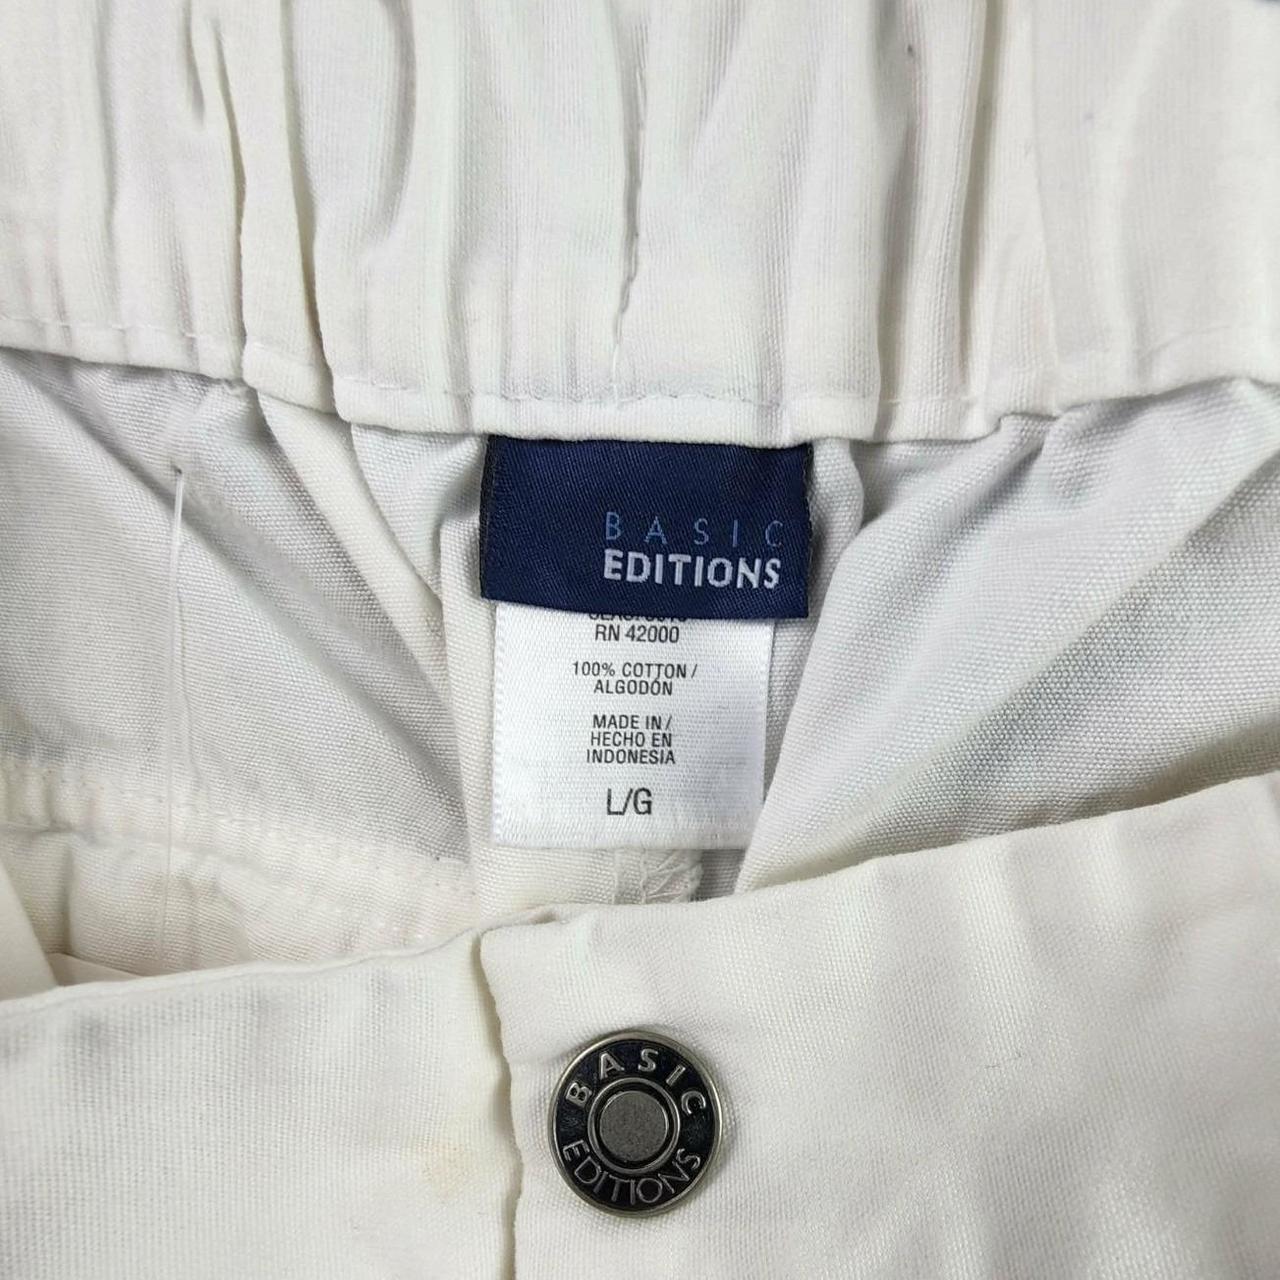 BASIC
EDITIONS
RN 42000
100% COTTON /
ALGODÓN
MADE IN /
HECHO EN
INDONESIA
L/G
BASIC
EDITIONS